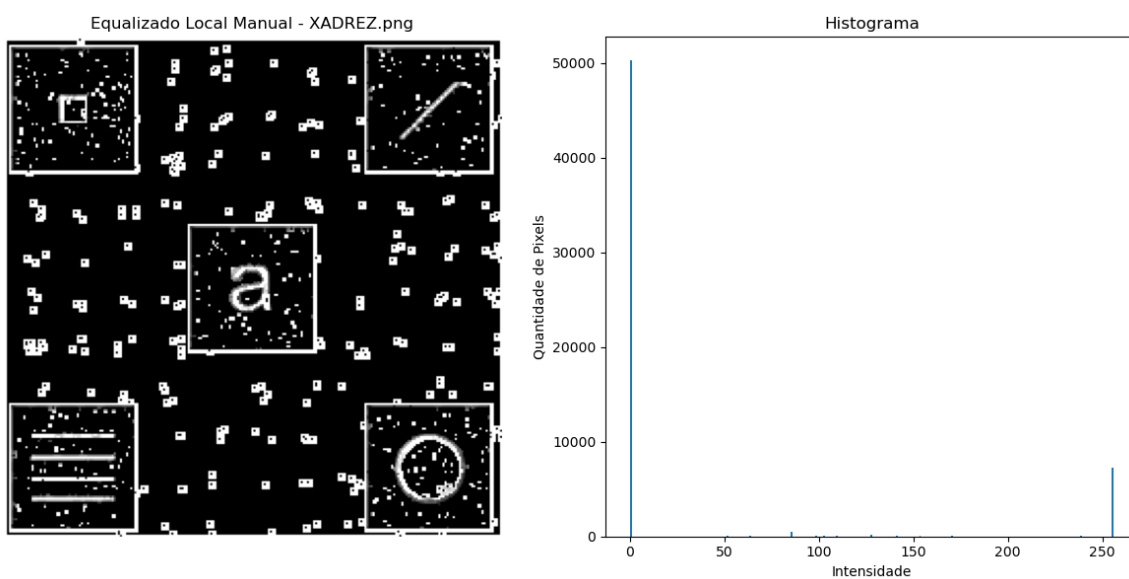 Equalizado Local Manual - XADREZ.png
a
Histograma
Quantidade de Pixels
50000
40000
30000
20000
10000
0
0
50
100
150
200
250
Intensidade